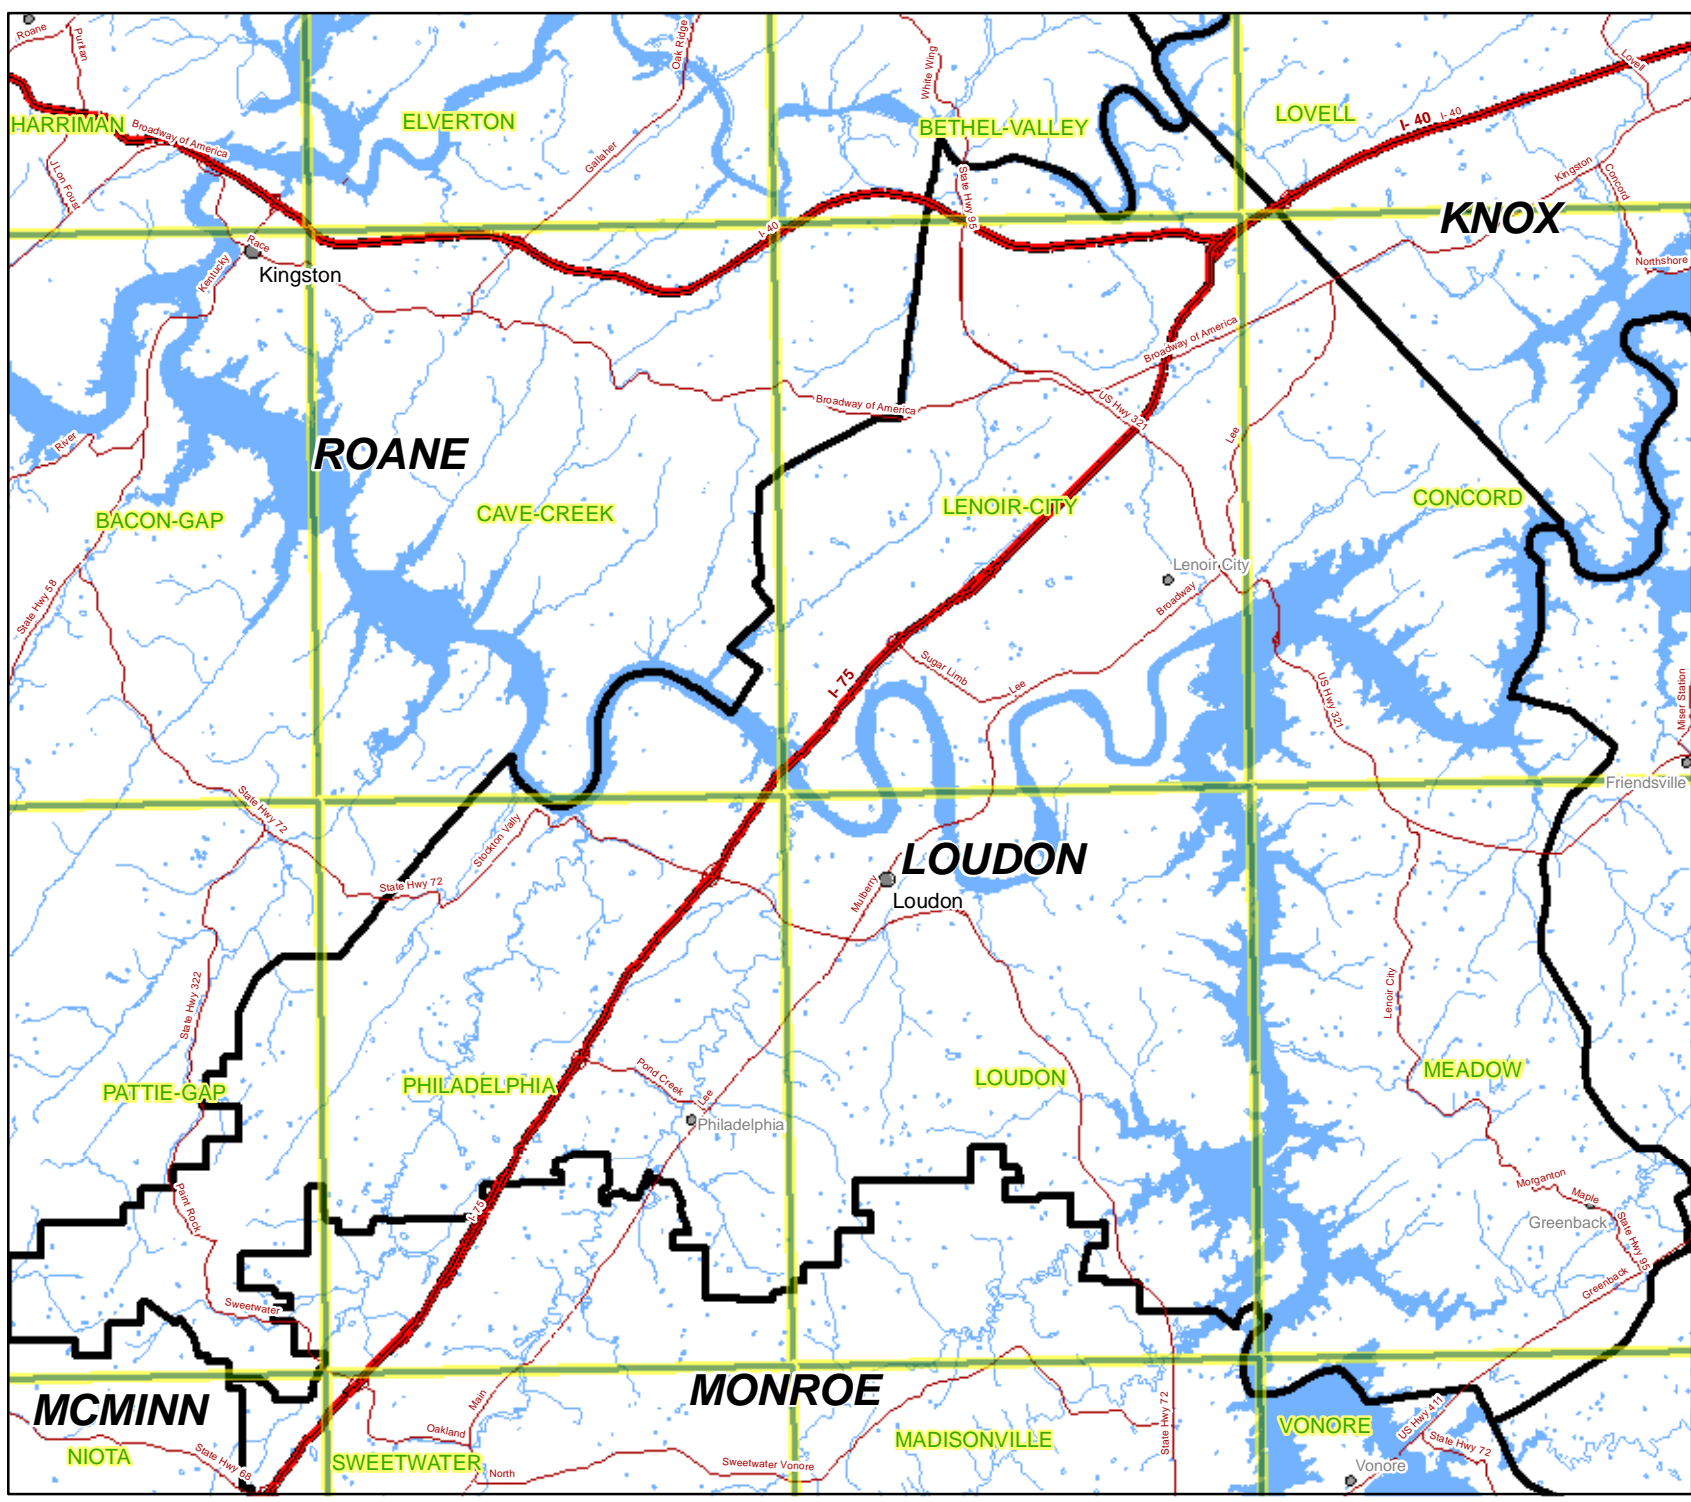 Roane
Puritan
Oak Ridge
White Wing
Lovell
HARRIMAN
Broadway of America
ELVERTON
BETHEL-VALLEY
LOVELL
I- 40
I- 40
Gallaher
State Hwy 95
Kingston
Concord
KNOX
Race
Kingston
Kentucky
I- 40
Northshore
Broadway of America
Broadway of America
US Hwy 321
Lee
River
ROANE
BACON-GAP
CAVE-CREEK
LENOIR-CITY
CONCORD
Lenoir City
State Hwy 58
Broadway
Sugar Limb
Lee
I- 75
US Hwy 321
Miser Station
Friendsville
State Hwy 72
Stockton Vally
State Hwy 72
LOUDON
Mulberry
Loudon
State Hwy 322
Lenoir City
PATTIE-GAP
PHILADELPHIA
Pond Creek
Lee
Philadelphia
LOUDON
MEADOW
Paint Rock
I- 75
Morganton
Maple
Greenback
State Hwy 95
Greenback
Sweetwater
MCMINN
MONROE
NIOTA
State Hwy 68
SWEETWATER
Oakland
Main
North
Sweetwater Vonore
MADISONVILLE
State Hwy 72
VONORE
US Hwy 411
State Hwy 72
Vonore